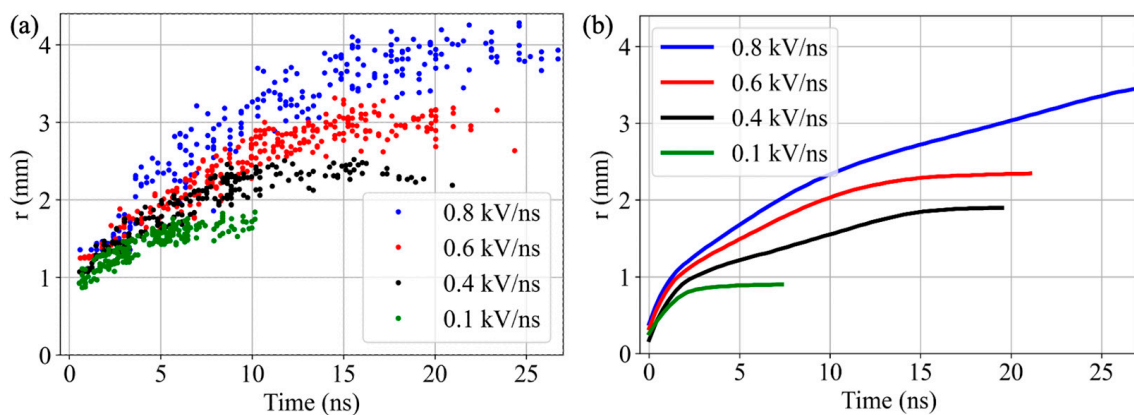 (a)
4
3
2
1
0
r (mm)
0.8 kV/ns
0.6 kV/ns
0.4 kV/ns
0.1 kV/ns
0 5 10 15 20 25
Time (ns)
(b)
4
3
2
1
0
r (mm)
0.8 kV/ns
0.6 kV/ns
0.4 kV/ns
0.1 kV/ns
0 5 10 15 20 25
Time (ns)